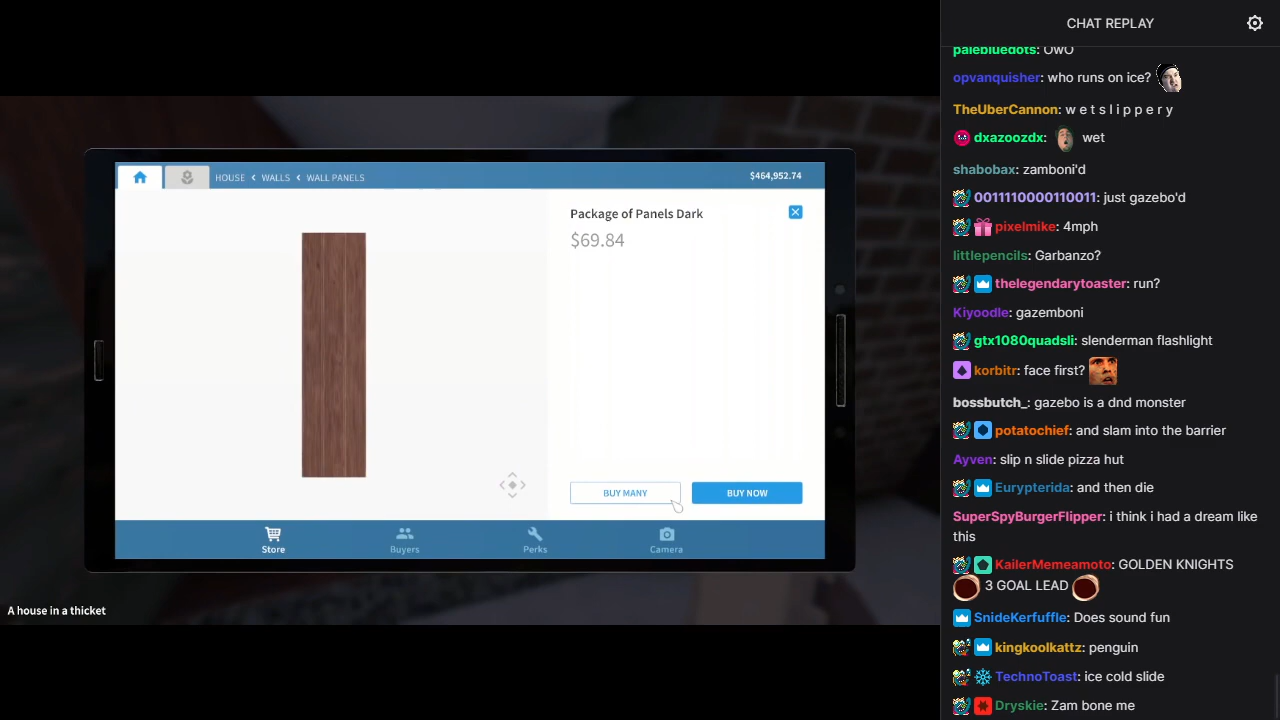 HOUSE < WALLS < WALL PANELS
$464,952.74
Package of Panels Dark
$69.84
BUY MANY
BUY NOW
Store
Buyers
Perks
Camera
A house in a thicket
CHAT REPLAY
palebluedots: OwO
opvanquisher: who runs on ice?
TheUberCannon: w e t s l i p p e r y
dxazoozdx: wet
shabobax: zamboni'd
0011110000110011: just gazebo'd
pixelmike: 4mph
littlepencils: Garbanzo?
thelegendarytoaster: run?
Kiyoodle: gazemboni
gtx1080quadsli: slenderman flashlight
korbitr: face first?
bossbutch_: gazebo is a dnd monster
potatochief: and slam into the barrier
Ayven: slip n slide pizza hut
Eurypterida: and then die
SuperSpyBurgerFlipper: i think i had a dream like
this
KailerMemeamoto: GOLDEN KNIGHTS
3 GOAL LEAD
SnideKerfuffle: Does sound fun
kingkoolkattz: penguin
TechnoToast: ice cold slide
Dryskie: Zam bone me